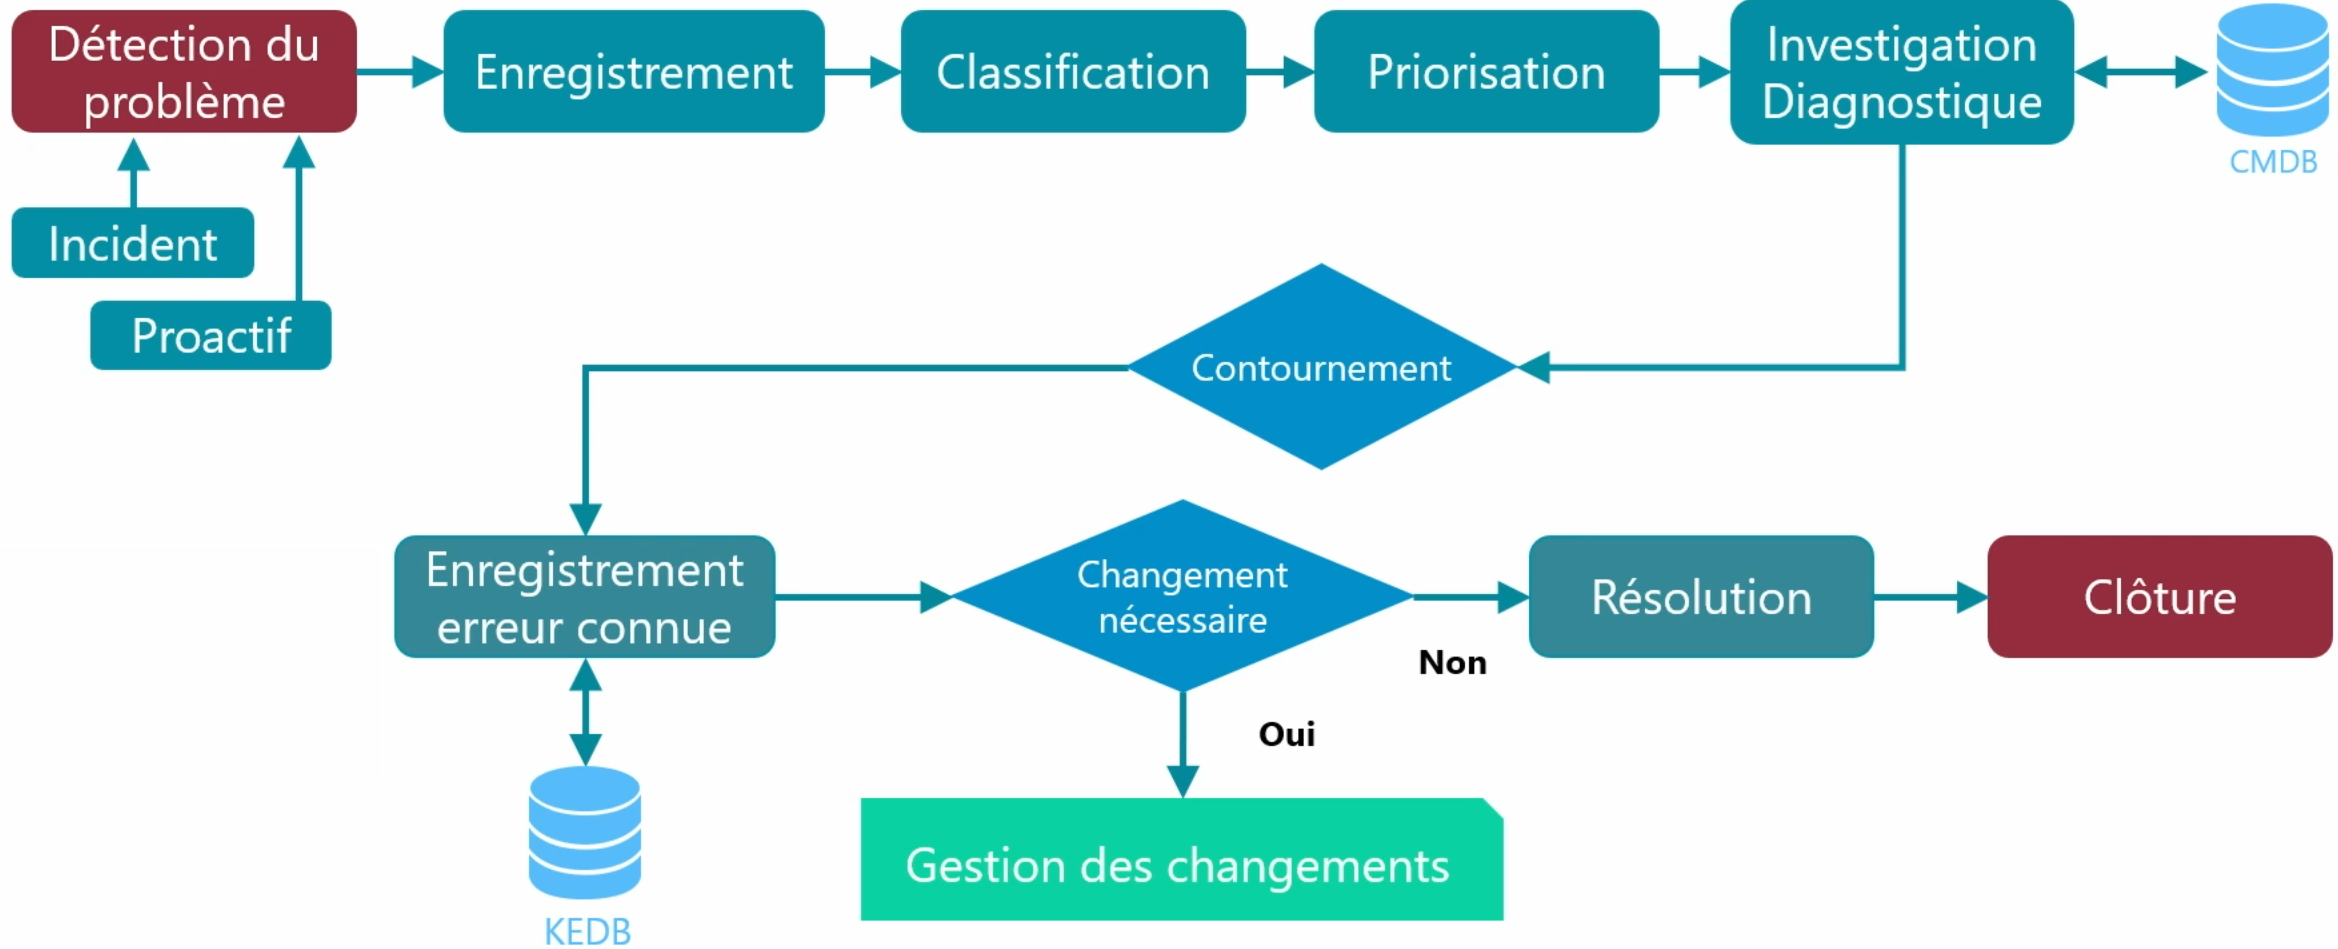 Détection du
problème
Enregistrement
Classification
Priorisation
Investigation
Diagnostique
CMDB
Incident
Proactif
Contournement
Enregistrement
erreur connue
Changement
nécessaire
Résolution
Clôture
Non
Oui
Gestion des changements
KEDB